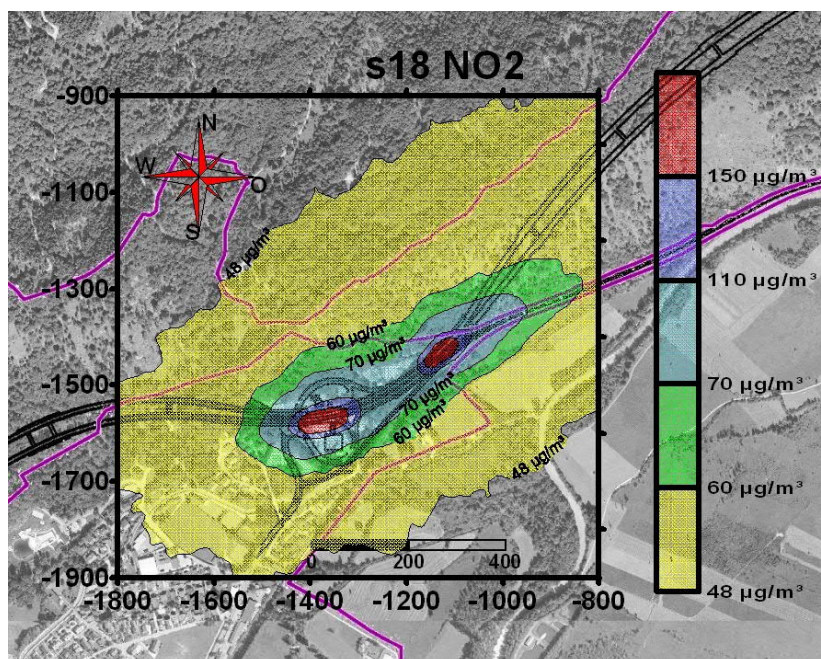 s18 NO2
-900
-1100
-1300
-1500
-1700
-1900
-1800
-1600
-1400
-1200
-1000
-800
N
W
O
S
48 µg/m³
60 µg/m³
70 µg/m³
70 µg/m³
60 µg/m³
48 µg/m³
0
200
400
150 µg/m³
110 µg/m³
70 µg/m³
60 µg/m³
48 µg/m³